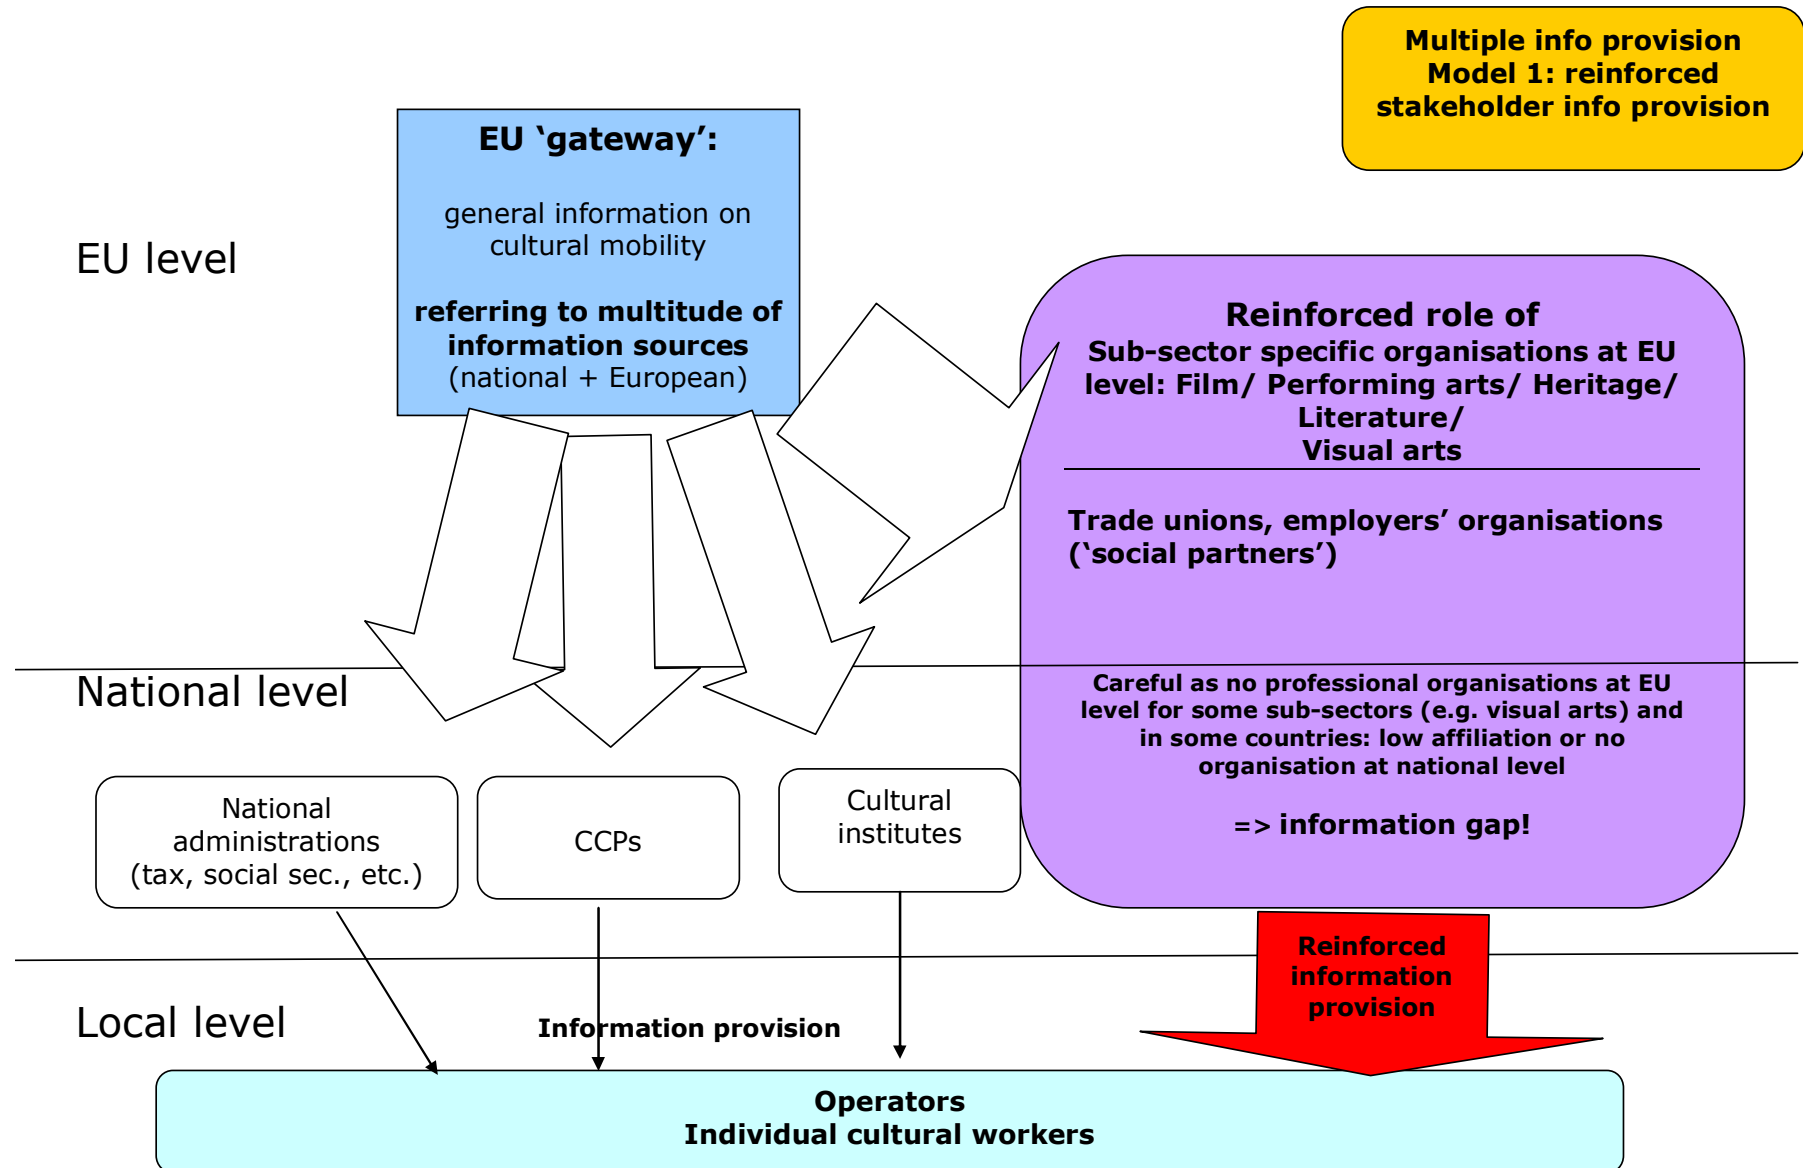 Multiple info provision
Model 1: reinforced
stakeholder info provision
EU ‘gateway’:
general information on
cultural mobility
referring to multitude of
information sources
(national + European)
EU level
Reinforced role of
Sub-sector specific organisations at EU
level: Film/ Performing arts/ Heritage/
Literature/
Visual arts
Trade unions, employers’ organisations
(‘social partners’)
National level
Careful as no professional organisations at EU
level for some sub-sectors (e.g. visual arts) and
in some countries: low affiliation or no
organisation at national level
=> information gap!
National
administrations
(tax, social sec., etc.)
CCPs
Cultural
institutes
Reinforced
information
provision
Local level
Information provision
Operators
Individual cultural workers